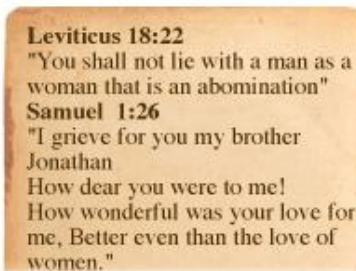 Leviticus 18:22
"You shall not lie with a man as a
woman that is an abomination"
Samuel 1:26
"I grieve for you my brother
Jonathan
How dear you were to me!
How wonderful was your love for
me, Better even than the love of
women."